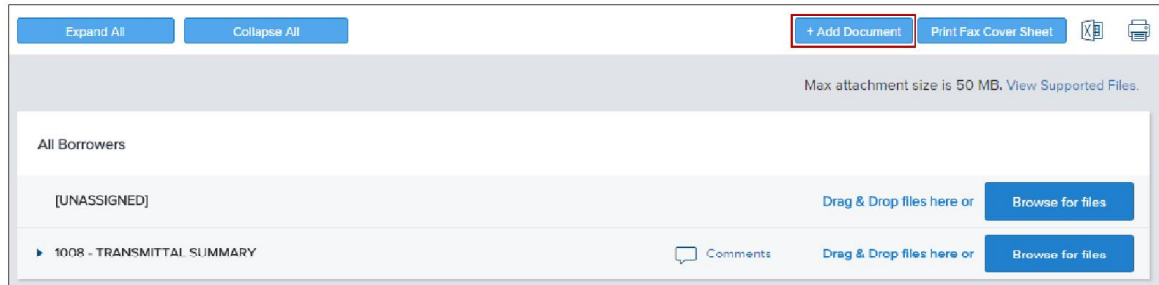 Expand All Collapse All + Add Document Print Fax Cover Sheet
Max attachment size is 50 MB. View Supported Files.
All Borrowers
[UNASSIGNED] Drag & Drop files here or Browse for files
1008 - TRANSMITTAL SUMMARY Comments Drag & Drop files here or Browse for files